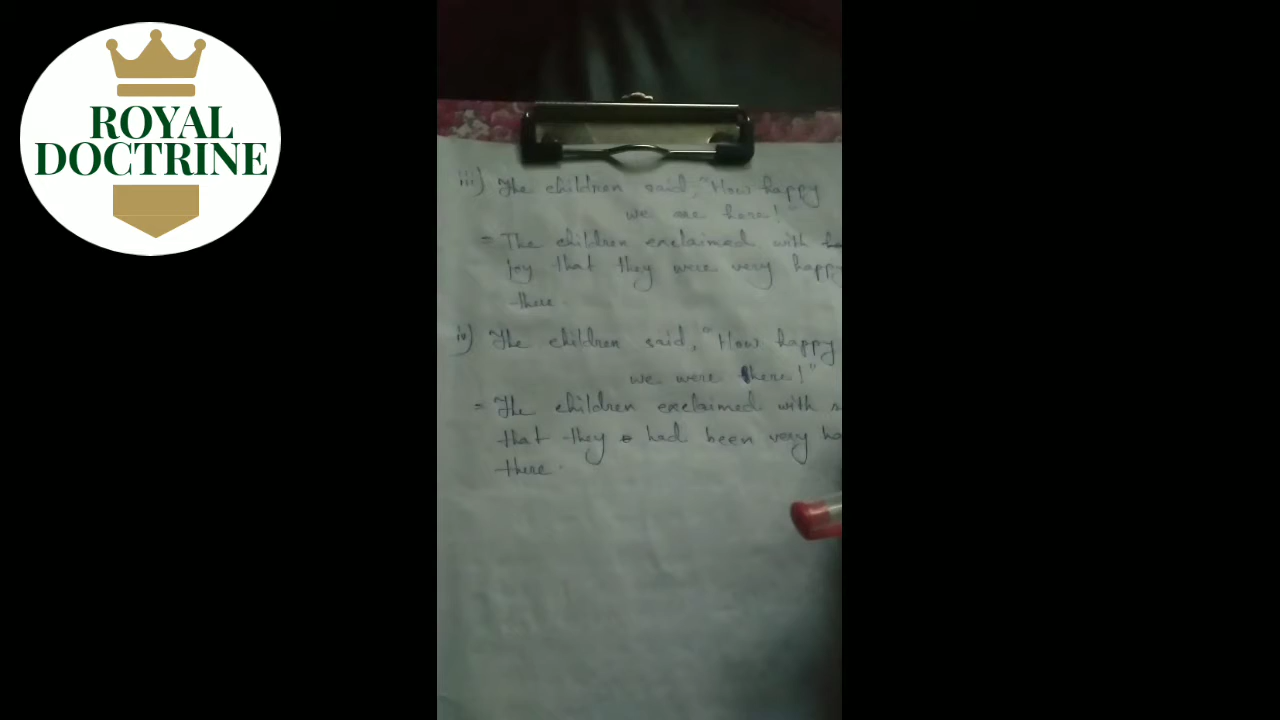 ROYAL
DOCTRINE
iii) The children said, "How happy
we are here!"
= The children exclaimed with
joy that they were very happy
there.
iv) The children said, "How happy
we were there!"
= The children exclaimed with
that they had been very
there.